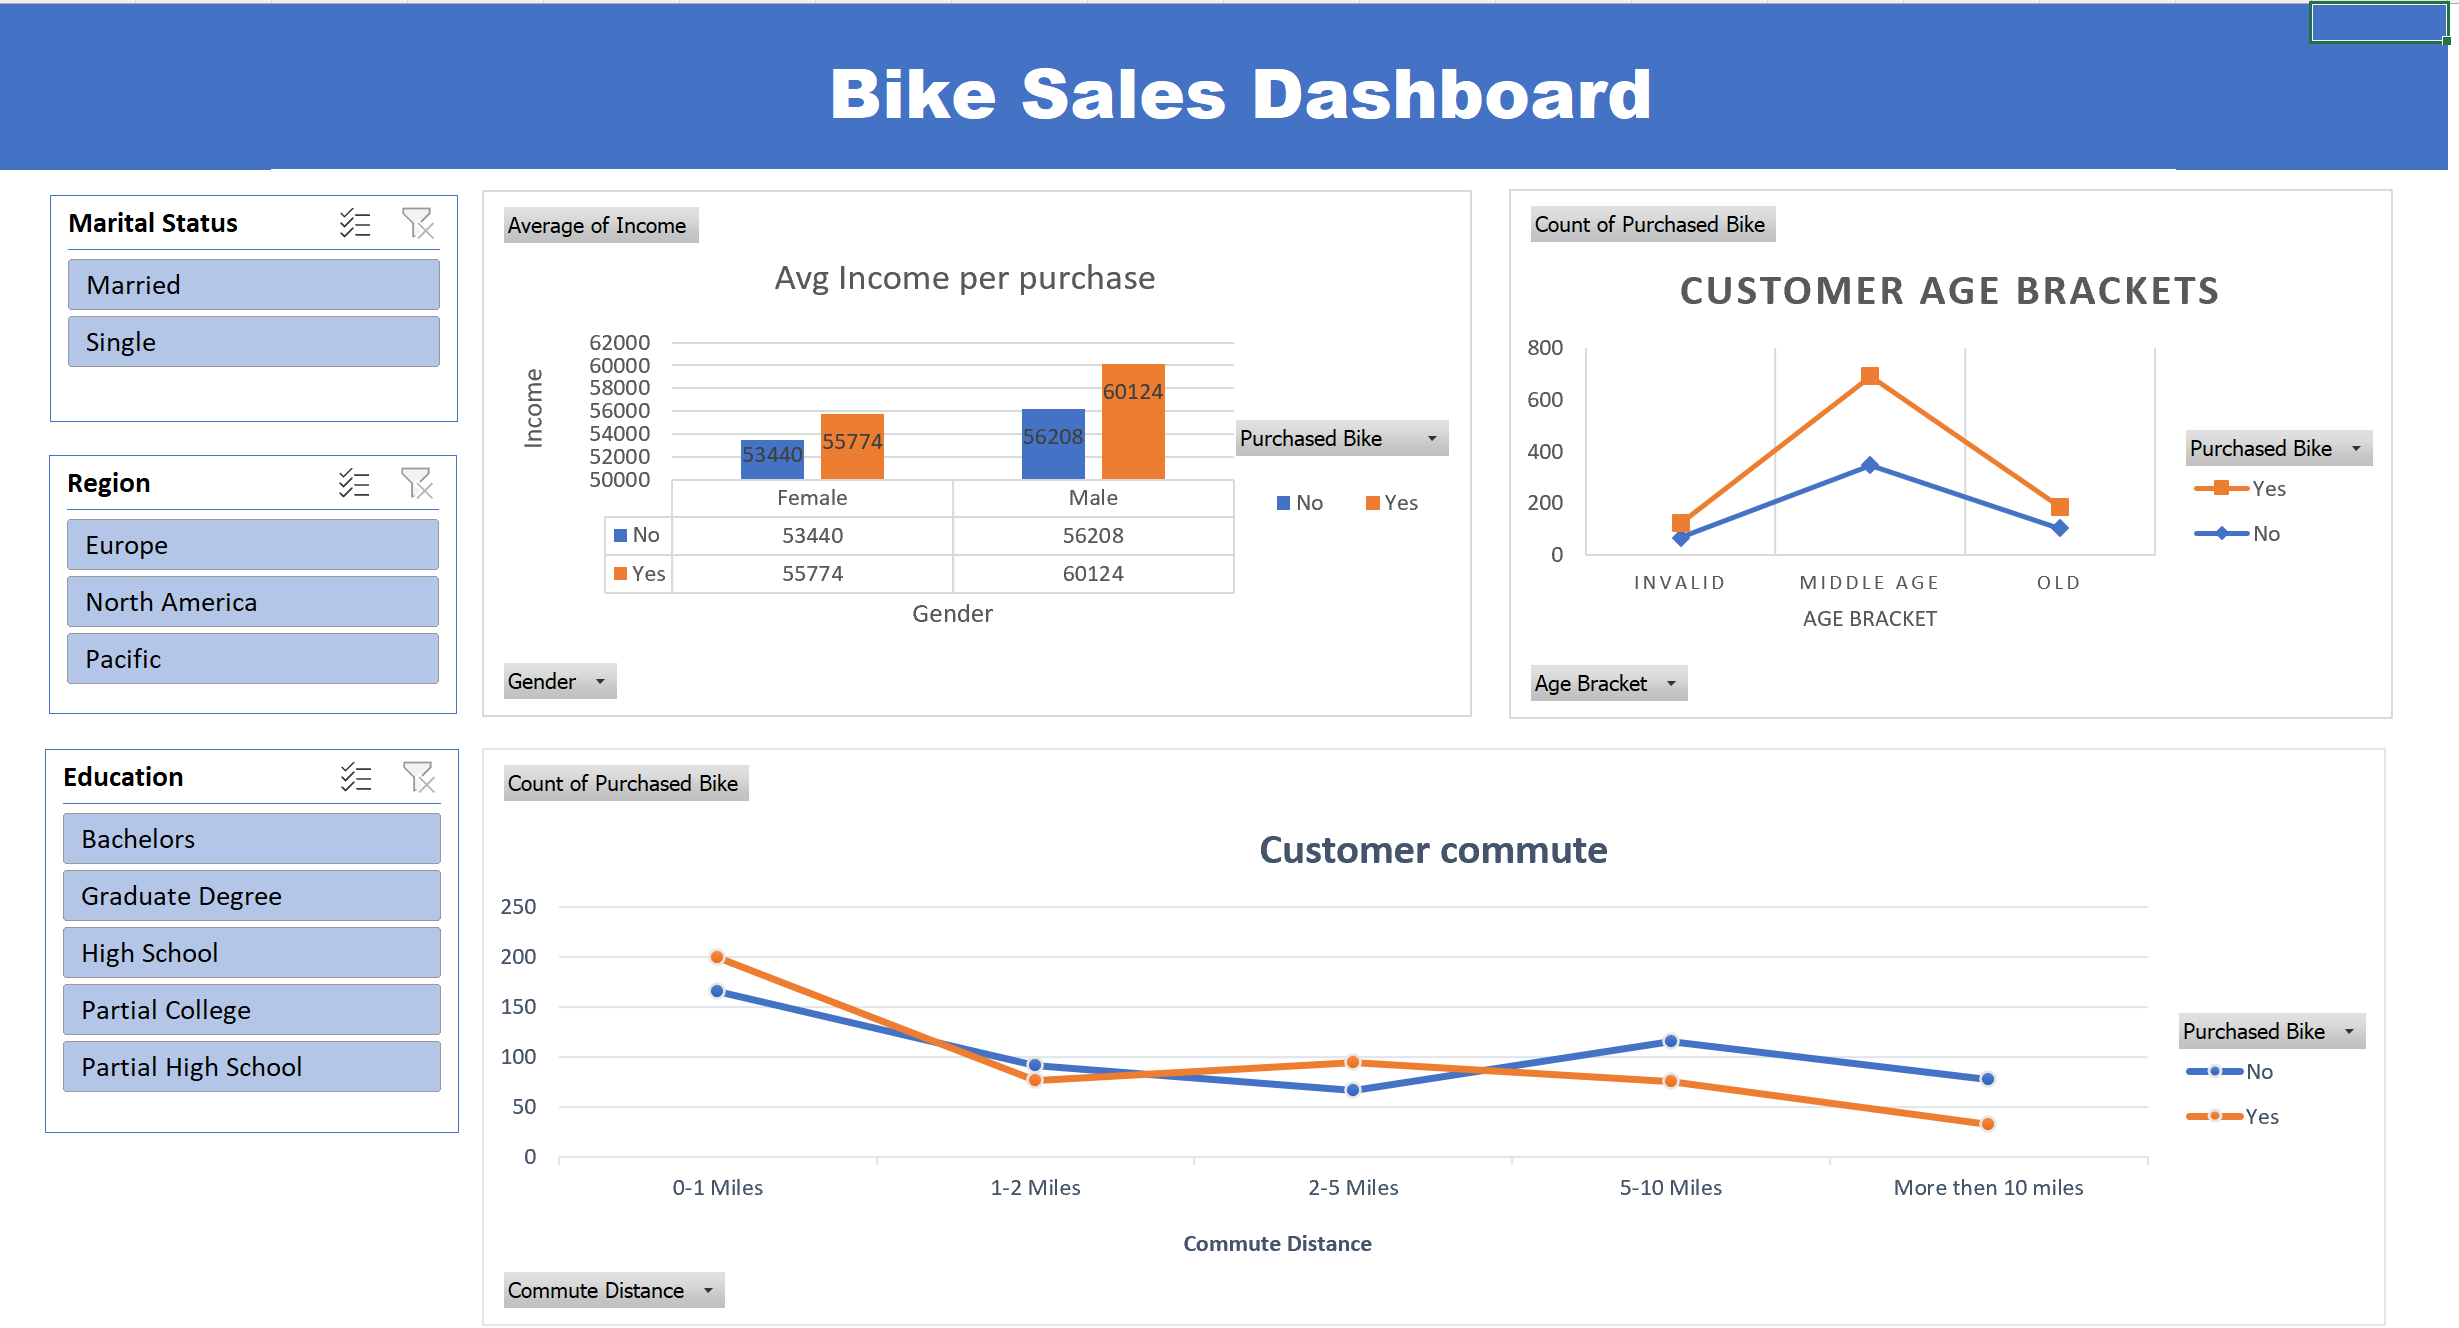 Bike Sales Dashboard
Marital Status
Married
Single
Region
Europe
North America
Pacific
Education
Bachelors
Graduate Degree
High School
Partial College
Partial High School
Average of Income
Avg Income per purchase
Income
62000
60000
58000
56000
54000
52000
50000
53440
55774
56208
60124
Female Male
No 53440 56208
Yes 55774 60124
Gender
Purchased Bike
No Yes
Gender
Count of Purchased Bike
CUSTOMER AGE BRACKETS
800
600
400
200
0
INVALID MIDDLE AGE OLD
AGE BRACKET
Purchased Bike
Yes
No
Age Bracket
Count of Purchased Bike
Customer commute
250
200
150
100
50
0
0-1 Miles 1-2 Miles 2-5 Miles 5-10 Miles More then 10 miles
Commute Distance
Purchased Bike
No
Yes
Commute Distance